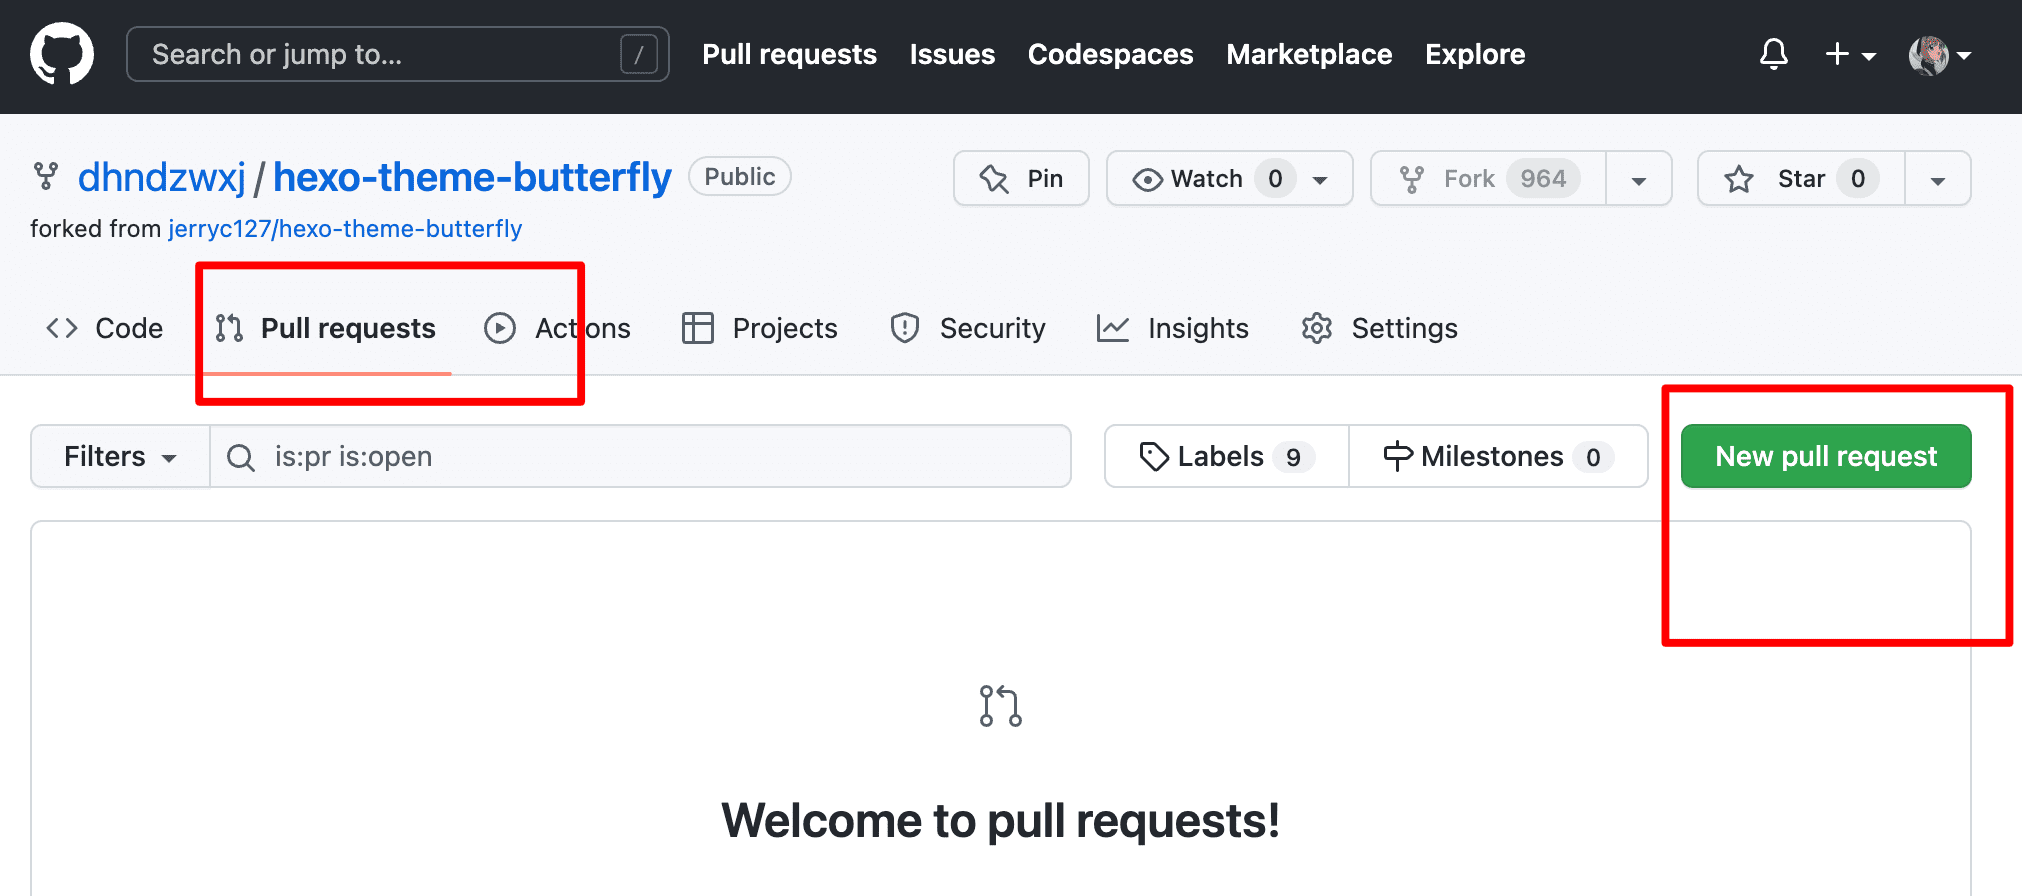 Search or jump to... / Pull requests Issues Codespaces Marketplace Explore
dhndzwxj / hexo-theme-butterfly Public Pin Watch 0 Fork 964 Star 0
forked from jerryc127/hexo-theme-butterfly
Code Pull requests Actions Projects Security Insights Settings
Filters is:pr is:open Labels 9 Milestones 0 New pull request
Welcome to pull requests!